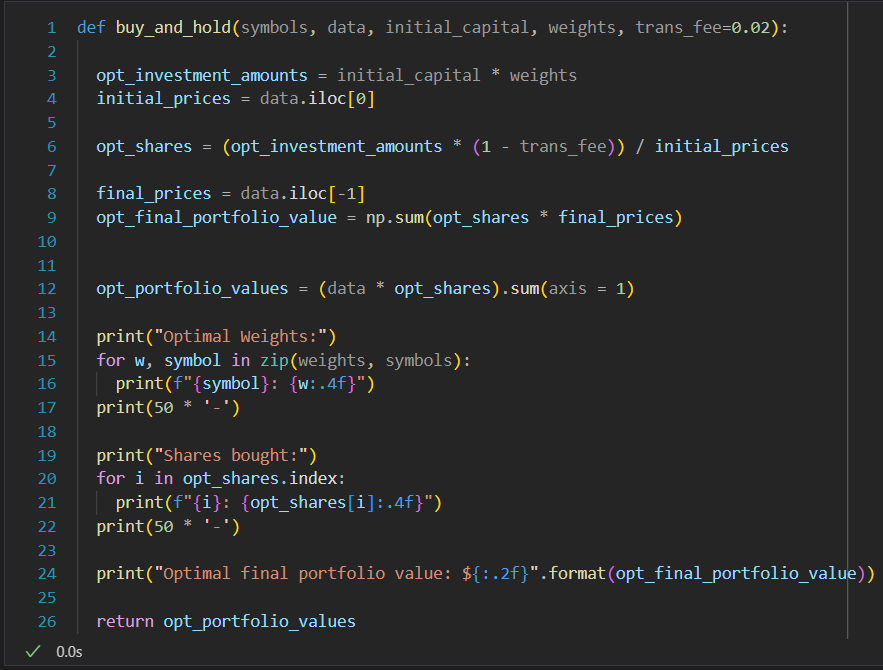 1 def buy_and_hold(symbols, data, initial_capital, weights, trans_fee=0.02):
2
3 opt_investment_amounts = initial_capital * weights
4 initial_prices = data.iloc[0]
5
6 opt_shares = (opt_investment_amounts * (1 - trans_fee)) / initial_prices
7
8 final_prices = data.iloc[-1]
9 opt_final_portfolio_value = np.sum(opt_shares * final_prices)
10
11
12 opt_portfolio_values = (data * opt_shares).sum(axis = 1)
13
14 print("Optimal Weights:")
15 for w, symbol in zip(weights, symbols):
16 print(f"{symbol}: {w:.4f}")
17 print(50 * '-')
18
19 print("Shares bought:")
20 for i in opt_shares.index:
21 print(f"{i}: {opt_shares[i]:.4f}")
22 print(50 * '-')
23
24 print("Optimal final portfolio value: ${:.2f}".format(opt_final_portfolio_value))
25
26 return opt_portfolio_values
0.0s